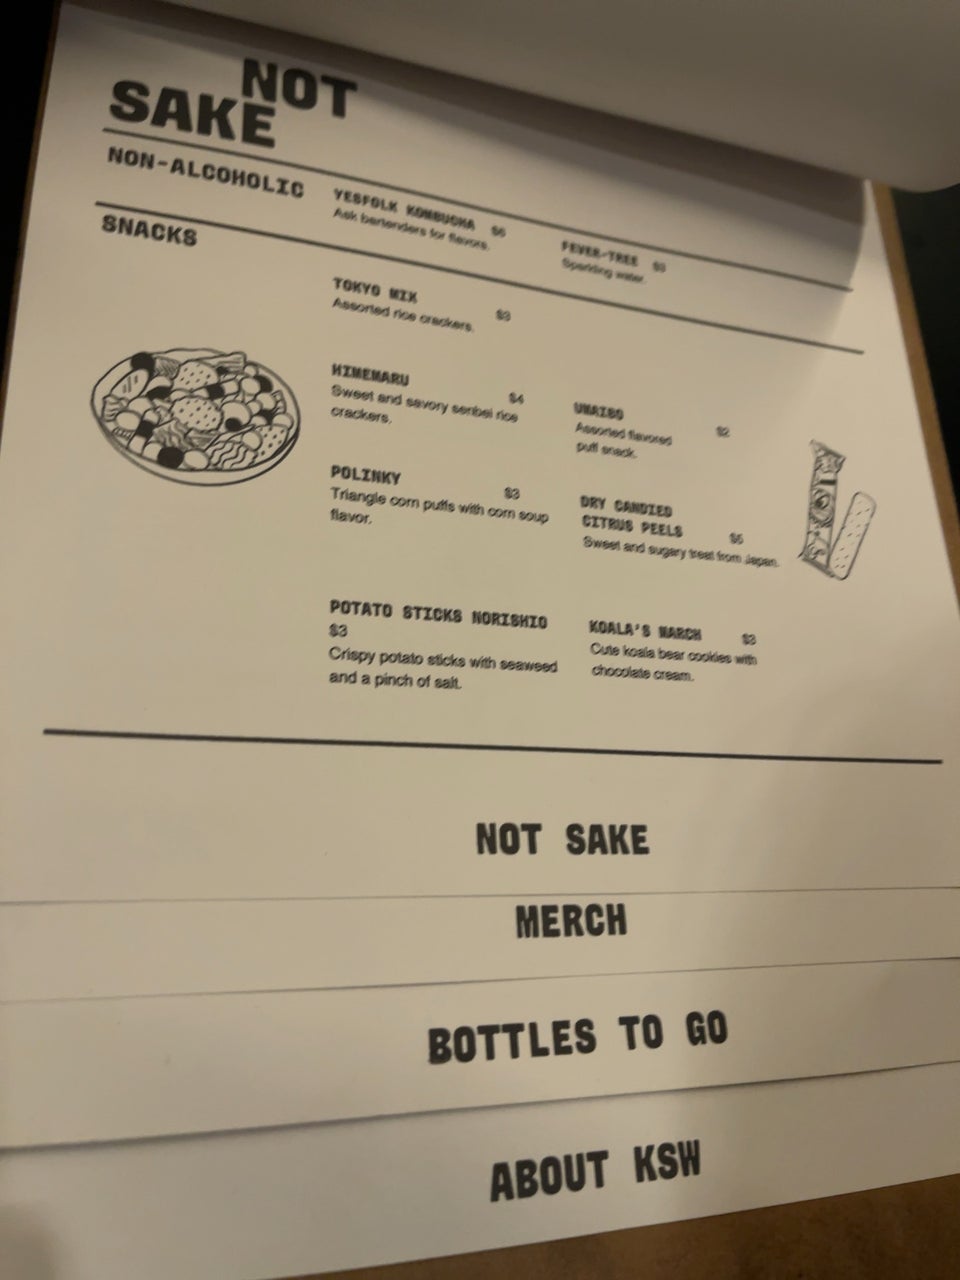 NOT
SAKE
NON-ALCOHOLIC
YESFOLK KOMBUCHA $6
Ask bartenders for flavors.
FEVER-TREE $3
Sparkling water.
SNACKS
TOKYO MIX $3
Assorted rice crackers.
HIMEMARU $4
Sweet and savory senbei rice
crackers.
POLINKY $3
Triangle corn puffs with corn soup
flavor.
POTATO STICKS NORISHIO
$3
Crispy potato sticks with seaweed
and a pinch of salt.
UMAIBO $2
Assorted flavored
puff snack.
DRY CANDIED
CITRUS PEELS $5
Sweet and sugary treat from Japan.
KOALA'S MARCH $3
Cute koala bear cookies with
chocolate cream.
NOT SAKE
MERCH
BOTTLES TO GO
ABOUT KSW